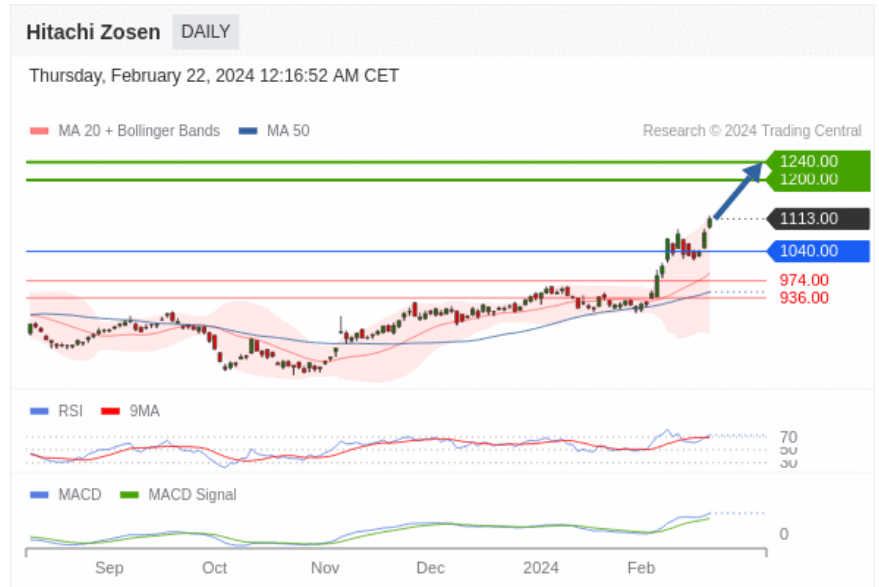 Hitachi Zosen DAILY
Thursday, February 22, 2024 12:16:52 AM CET
MA 20 + Bollinger Bands MA 50 Research © 2024 Trading Central
1240.00
1200.00
1113.00
1040.00
974.00
936.00
RSI 9MA
70
50
30
MACD MACD Signal
0
Sep Oct Nov Dec 2024 Feb